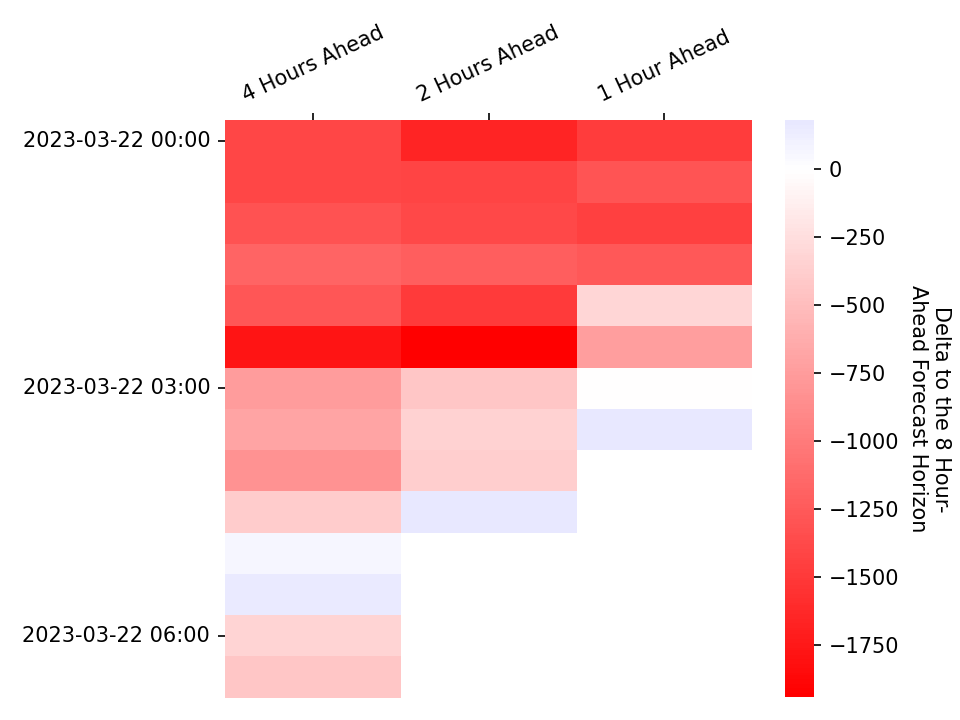 4 Hours Ahead
2 Hours Ahead
1 Hour Ahead
2023-03-22 00:00
2023-03-22 03:00
2023-03-22 06:00
0
−250
−500
−750
−1000
−1250
−1500
−1750
Delta to the 8 Hour-
Ahead Forecast Horizon